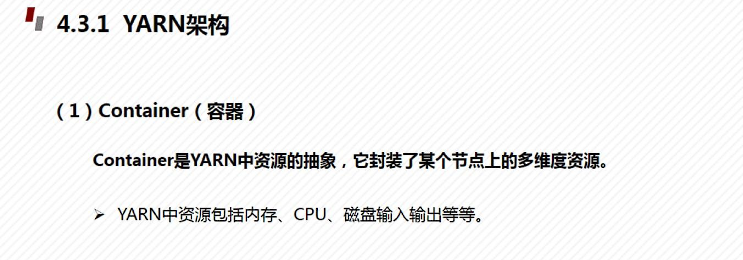 4.3.1 YARN架构
（1）Container（容器）
Container是YARN中资源的抽象，它封装了某个节点上的多维度资源。
➢ YARN中资源包括内存、CPU、磁盘输入输出等等。